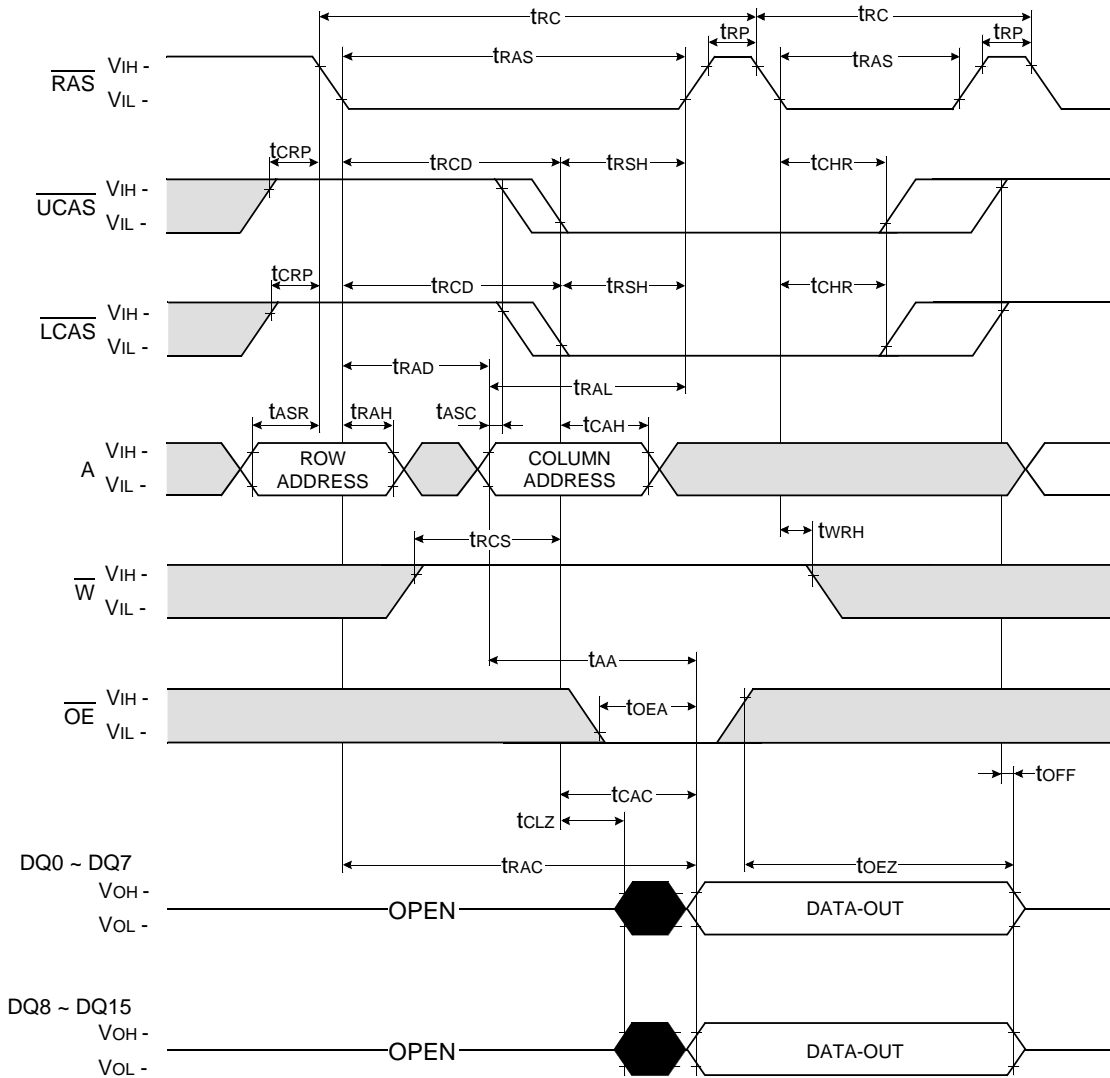 tRC tRC
tRP tRP
tRAS tRAS
RAS
VIH -
VIL -
tCRP tRCD tRSH tCHR
UCAS
VIH -
VIL -
tCRP tRCD tRSH tCHR
LCAS
VIH -
VIL -
tRAD
tRAL
tASR tRAH tASC tCAH
A
VIH -
VIL -
ROW
ADDRESS
COLUMN
ADDRESS
tRCS tWRH
W
VIH -
VIL -
tAA
OE
VIH -
VIL -
tOEA
tOFF
tCAC
tCLZ
tRAC tOEZ
DQ0 ~ DQ7
VOH -
VOL -
OPEN DATA-OUT
DQ8 ~ DQ15
VOH -
VOL -
OPEN DATA-OUT